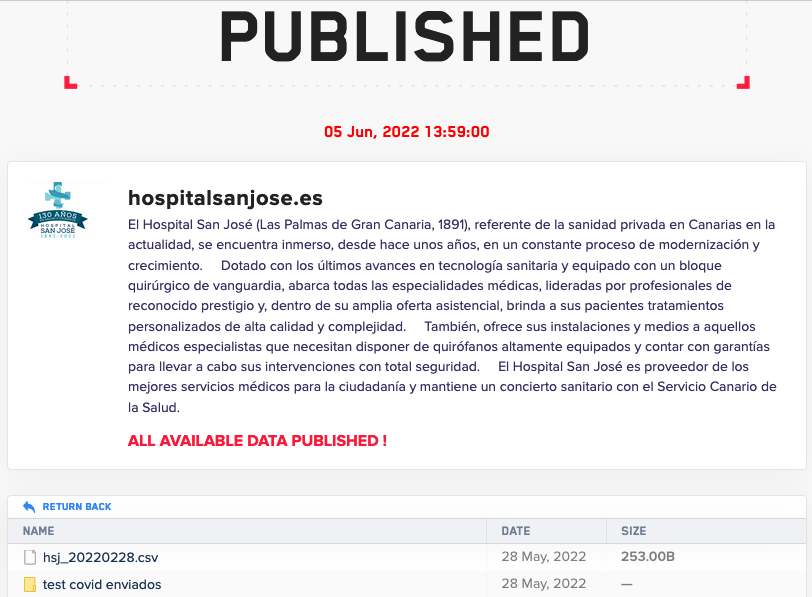 PUBLISHED
05 Jun, 2022 13:59:00
130 AÑOS
HOSPITAL
SAN JOSÉ
1891-2021
hospitalsanjose.es
El Hospital San José (Las Palmas de Gran Canaria, 1891), referente de la sanidad privada en Canarias en la
actualidad, se encuentra inmerso, desde hace unos años, en un constante proceso de modernización y
crecimiento. Dotado con los últimos avances en tecnología sanitaria y equipado con un bloque
quirúrgico de vanguardia, abarca todas las especialidades médicas, lideradas por profesionales de
reconocido prestigio y, dentro de su amplia oferta asistencial, brinda a sus pacientes tratamientos
personalizados de alta calidad y complejidad. También, ofrece sus instalaciones y medios a aquellos
médicos especialistas que necesitan disponer de quirófanos altamente equipados y contar con garantías
para llevar a cabo sus intervenciones con total seguridad. El Hospital San José es proveedor de los
mejores servicios médicos para la ciudadanía y mantiene un concierto sanitario con el Servicio Canario de
la Salud.
ALL AVAILABLE DATA PUBLISHED !
RETURN BACK
NAME DATE SIZE
hsj_20220228.csv 28 May, 2022 253.00B
test covid enviados 28 May, 2022 —